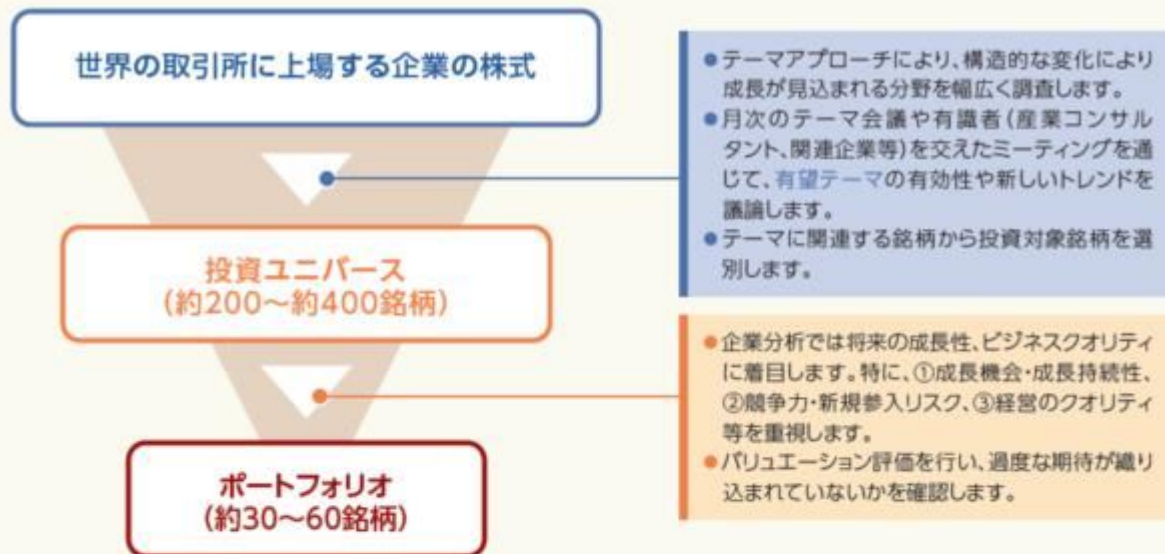 世界の取引所に上場する企業の株式
●テーマアプローチにより、構造的な変化により
成長が見込まれる分野を幅広く調査します。
●月次のテーマ会議や有識者(産業コンサル
タント、関連企業等)を交えたミーティングを通
じて、有望テーマの有効性や新しいトレンドを
議論します。
●テーマに関連する銘柄から投資対象銘柄を選
別します。
投資ユニバース
(約200～約400銘柄)
●企業分析では将来の成長性、ビジネスクオリティ
に着目します。特に、①成長機会・成長持続性、
②競争力・新規参入リスク、③経営のクオリティ
等を重視します。
●バリュエーション評価を行い、過度な期待が織り
込まれていないかを確認します。
ポートフォリオ
(約30～60銘柄)